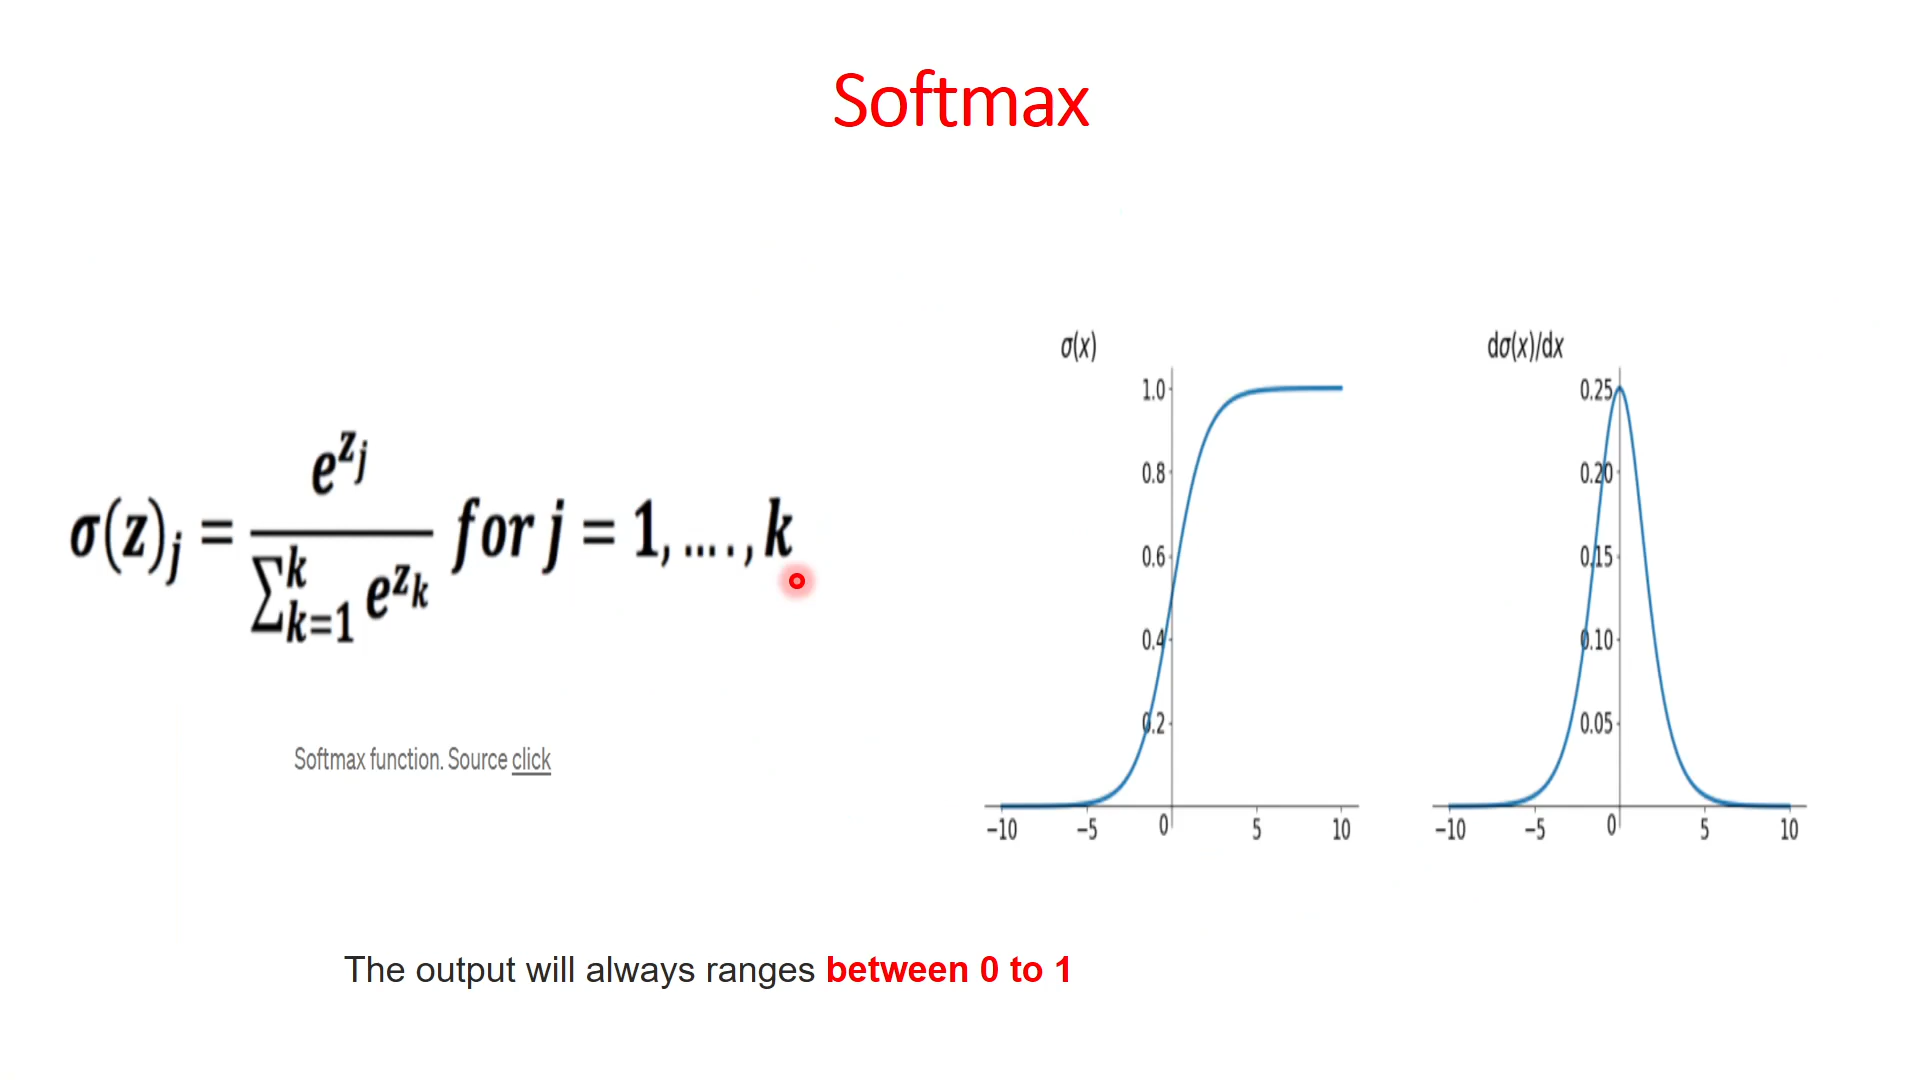 Softmax
σ(z)ⱼ = e^{z_j} / ∑_{k=1}^{k} e^{z_k} for j = 1, …., k
Softmax function. Source click
σ(x)
1.0
0.8
0.6
0.4
0.2
−10 −5 0 5 10
dσ(x)/dx
0.25
0.20
0.15
0.10
0.05
−10 −5 0 5 10
The output will always ranges between 0 to 1